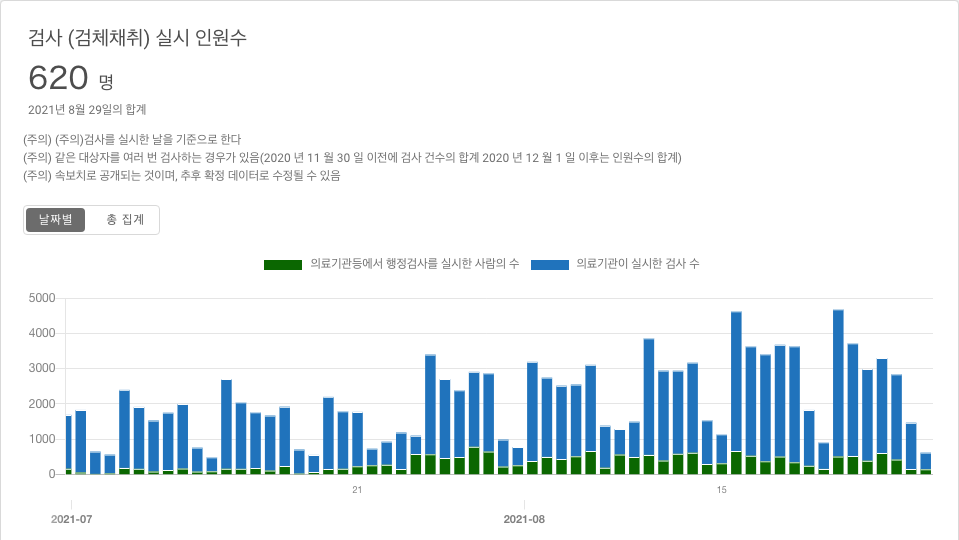 검사 (검체채취) 실시 인원수
620 명
2021년 8월 29일의 합계
(주의) (주의)검사를 실시한 날을 기준으로 한다
(주의) 같은 대상자를 여러 번 검사하는 경우가 있음(2020 년 11 월 30 일 이전에 검사 건수의 합계 2020 년 12 월 1 일 이후는 인원수의 합계)
(주의) 속보치로 공개되는 것이며, 추후 확정 데이터로 수정될 수 있음
날짜별 총 집계
의료기관등에서 행정검사를 실시한 사람의 수 의료기관이 실시한 검사 수
5000
4000
3000
2000
1000
0
21 15
2021-07 2021-08